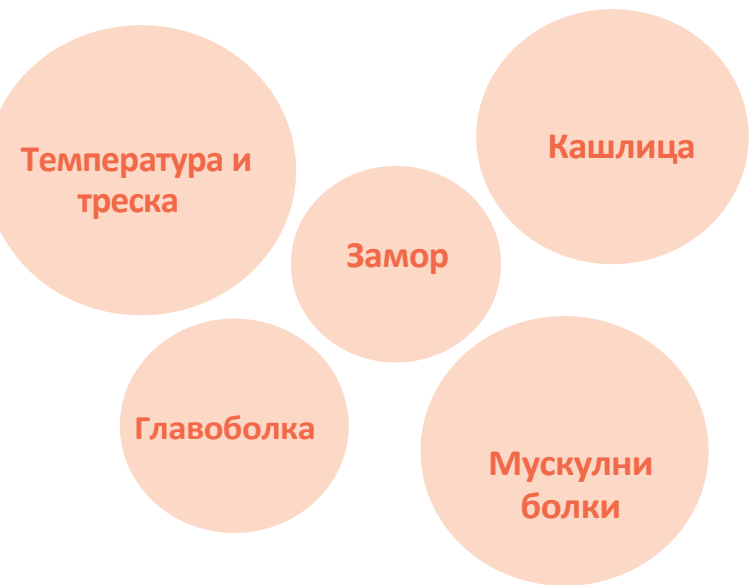 Температура и
треска
Кашлица
Замор
Главоболка
Мускулни
болки